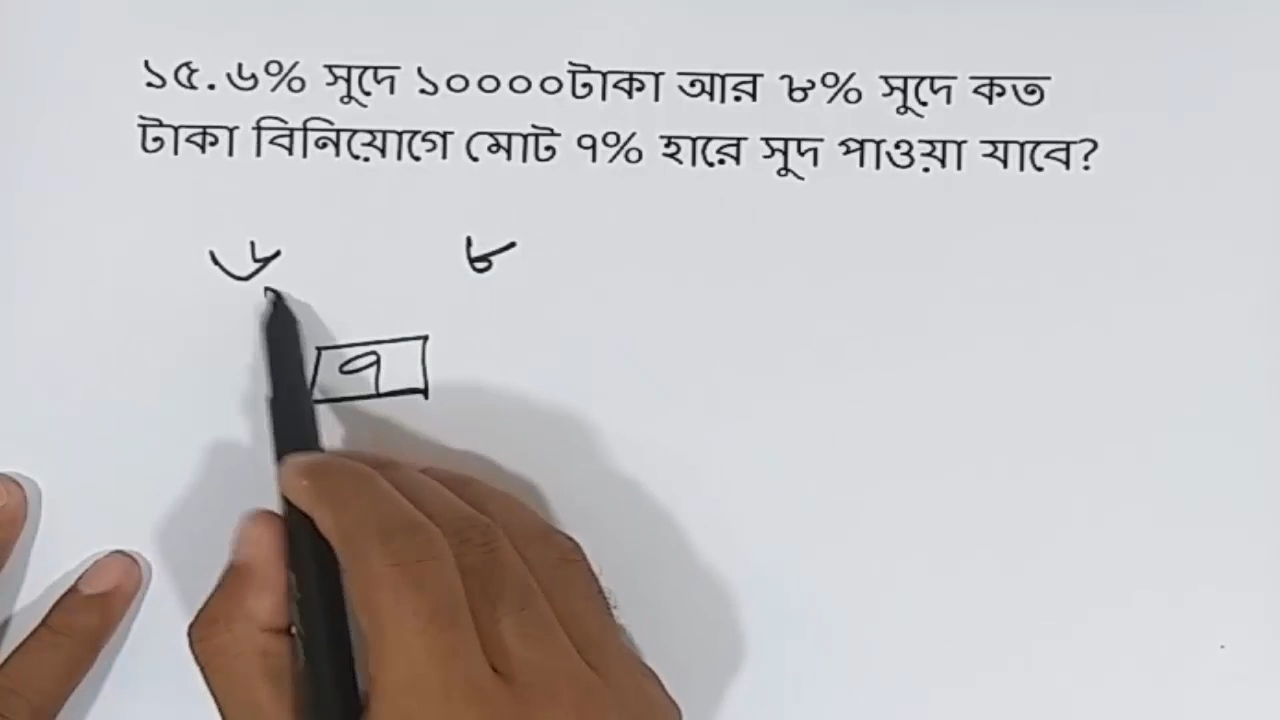 ১৫.৬% সুদে ১০০০০টাকা আর ৮% সুদে কত
টাকা বিনিয়োগে মোট ৭% হারে সুদ পাওয়া যাবে?
৬ ৮
৭